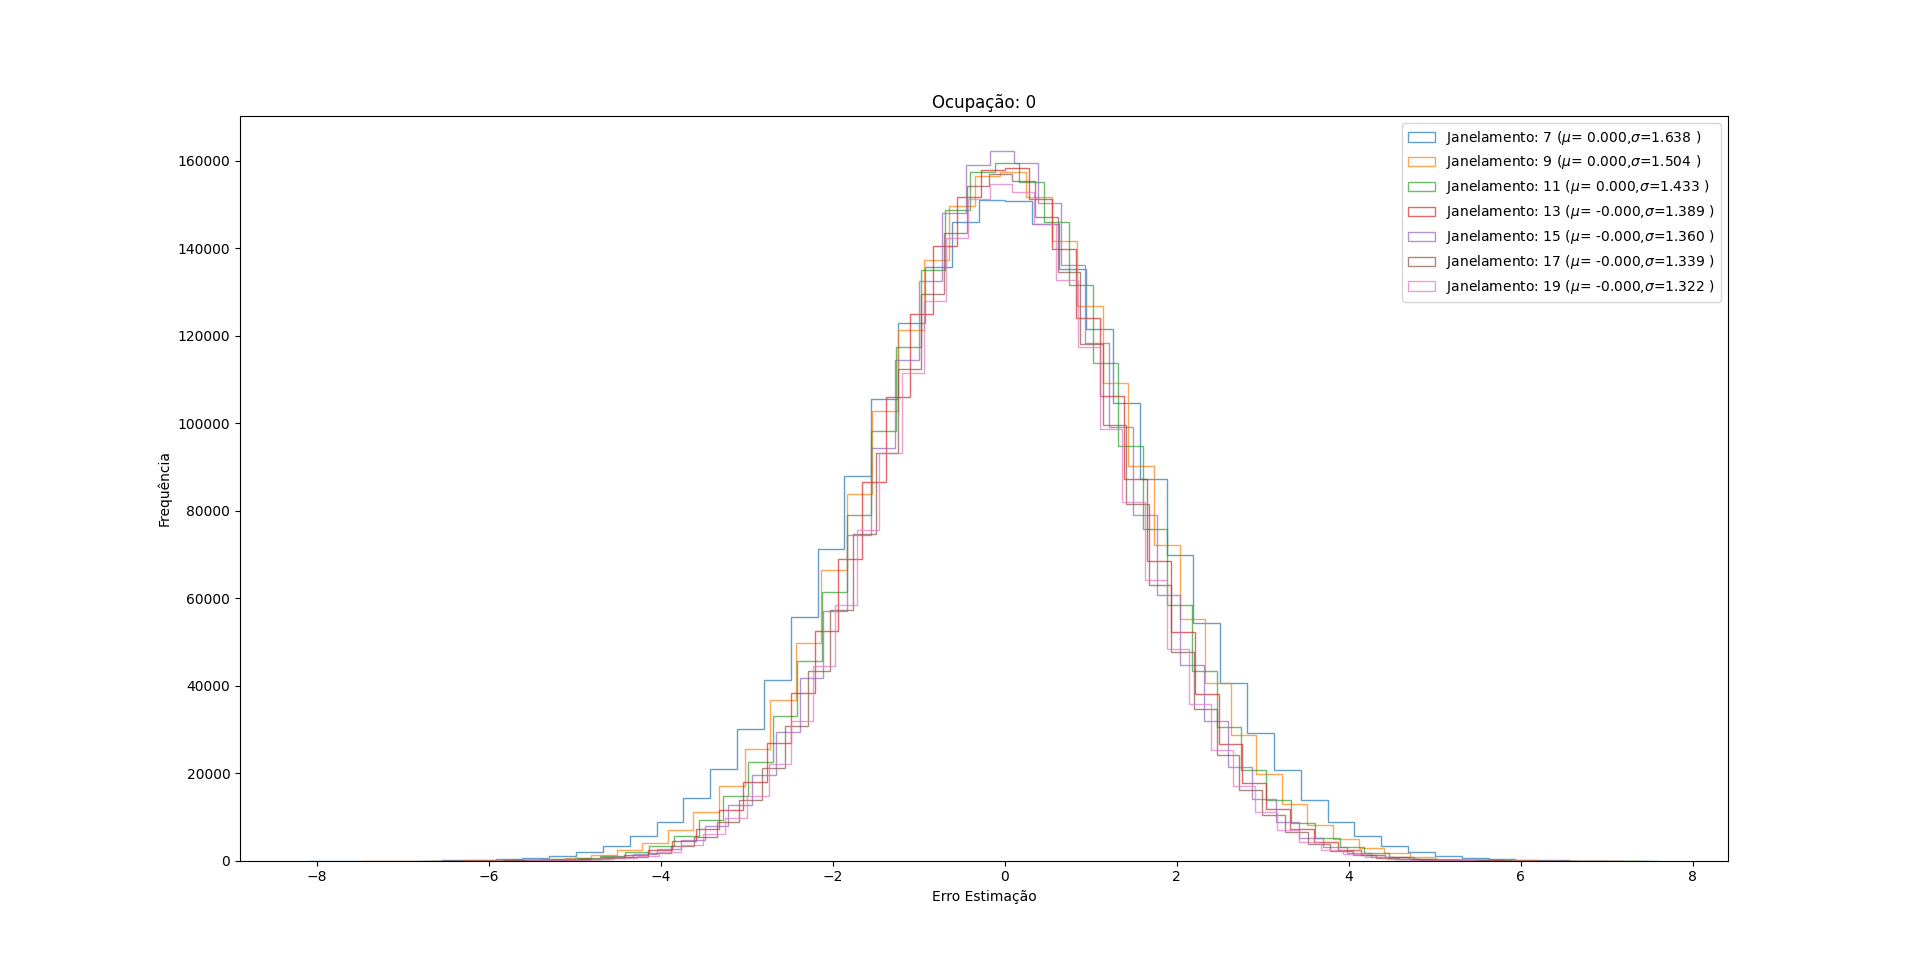 Ocupação: 0
Janelamento: 7 (μ= 0.000,σ=1.638 )
Janelamento: 9 (μ= 0.000,σ=1.504 )
Janelamento: 11 (μ= 0.000,σ=1.433 )
Janelamento: 13 (μ= -0.000,σ=1.389 )
Janelamento: 15 (μ= -0.000,σ=1.360 )
Janelamento: 17 (μ= -0.000,σ=1.339 )
Janelamento: 19 (μ= -0.000,σ=1.322 )
160000
140000
120000
100000
80000
60000
40000
20000
0
Frequência
−8 −6 −4 −2 0 2 4 6 8
Erro Estimação